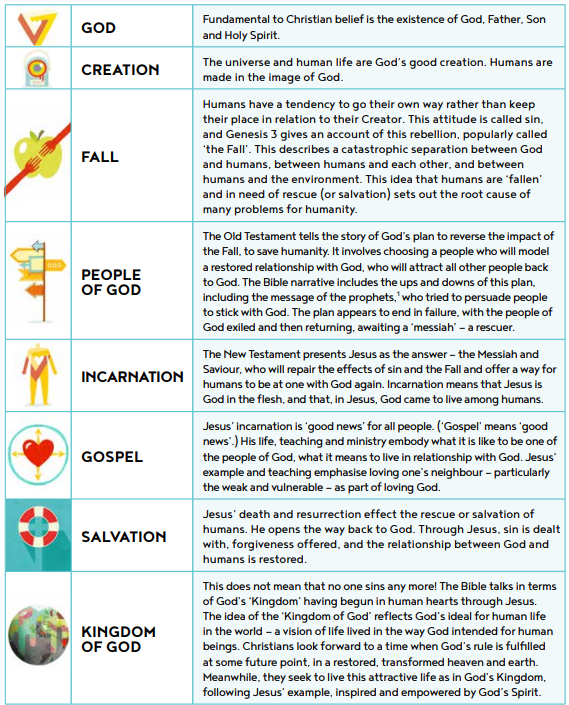 GOD
Fundamental to Christian belief is the existence of God, Father, Son
and Holy Spirit.
CREATION
The universe and human life are God's good creation. Humans are
made in the image of God.
FALL
Humans have a tendency to go their own way rather than keep
their place in relation to their Creator. This attitude is called sin,
and Genesis 3 gives an account of this rebellion, popularly called
'the Fall'. This describes a catastrophic separation between God
and humans, between humans and each other, and between
humans and the environment. This idea that humans are 'fallen'
and in need of rescue (or salvation) sets out the root cause of
many problems for humanity.
GOD
PEOPLE
OF GOD
The Old Testament tells the story of God's plan to reverse the impact of
the Fall, to save humanity. It involves choosing a people who will model
a restored relationship with God, who will attract all other people back
to God. The Bible narrative includes the ups and downs of this plan,
including the message of the prophets,¹ who tried to persuade people
to stick with God. The plan appears to end in failure, with the people of
God exiled and then returning, awaiting a 'messiah' – a rescuer.
INCARNATION
The New Testament presents Jesus as the answer – the Messiah and
Saviour, who will repair the effects of sin and the Fall and offer a way for
humans to be at one with God again. Incarnation means that Jesus is
God in the flesh, and that, in Jesus, God came to live among humans.
GOSPEL
Jesus' incarnation is 'good news' for all people. ('Gospel' means 'good
news'.) His life, teaching and ministry embody what it is like to be one of
the people of God, what it means to live in relationship with God. Jesus'
example and teaching emphasise loving one's neighbour – particularly
the weak and vulnerable – as part of loving God.
SALVATION
Jesus' death and resurrection effect the rescue or salvation of
humans. He opens the way back to God. Through Jesus, sin is dealt
with, forgiveness offered, and the relationship between God and
humans is restored.
KINGDOM
OF GOD
This does not mean that no one sins any more! The Bible talks in terms
of God's 'Kingdom' having begun in human hearts through Jesus.
The idea of the 'Kingdom of God' reflects God's ideal for human life
in the world – a vision of life lived in the way God intended for human
beings. Christians look forward to a time when God's rule is fulfilled
at some future point, in a restored, transformed heaven and earth.
Meanwhile, they seek to live this attractive life as in God's Kingdom,
following Jesus' example, inspired and empowered by God's Spirit.